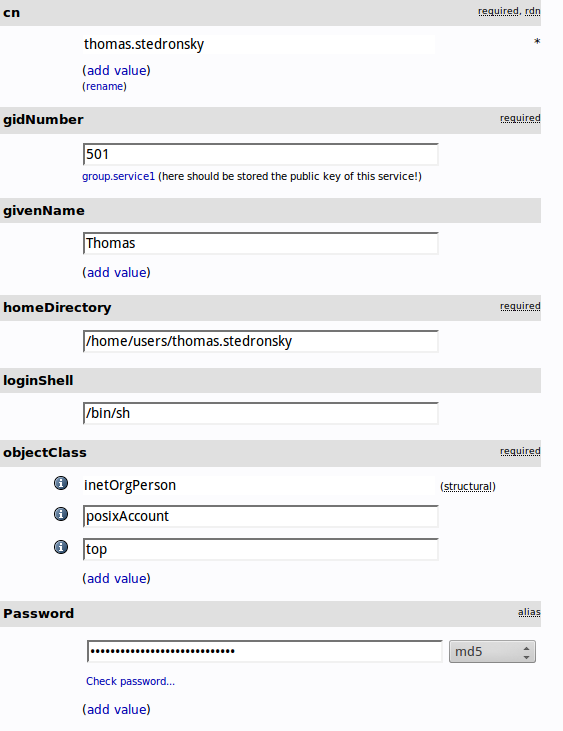 cn required, rdn
thomas.stedronsky *
(add value)
(rename)
gidNumber required
501
group.service1 (here should be stored the public key of this service!)
givenName
Thomas
(add value)
homeDirectory required
/home/users/thomas.stedronsky
loginShell
/bin/sh
objectClass required
inetOrgPerson (structural)
posixAccount
top
(add value)
Password alias
••••••••••••••••••••••••••••• md5
Check password...
(add value)